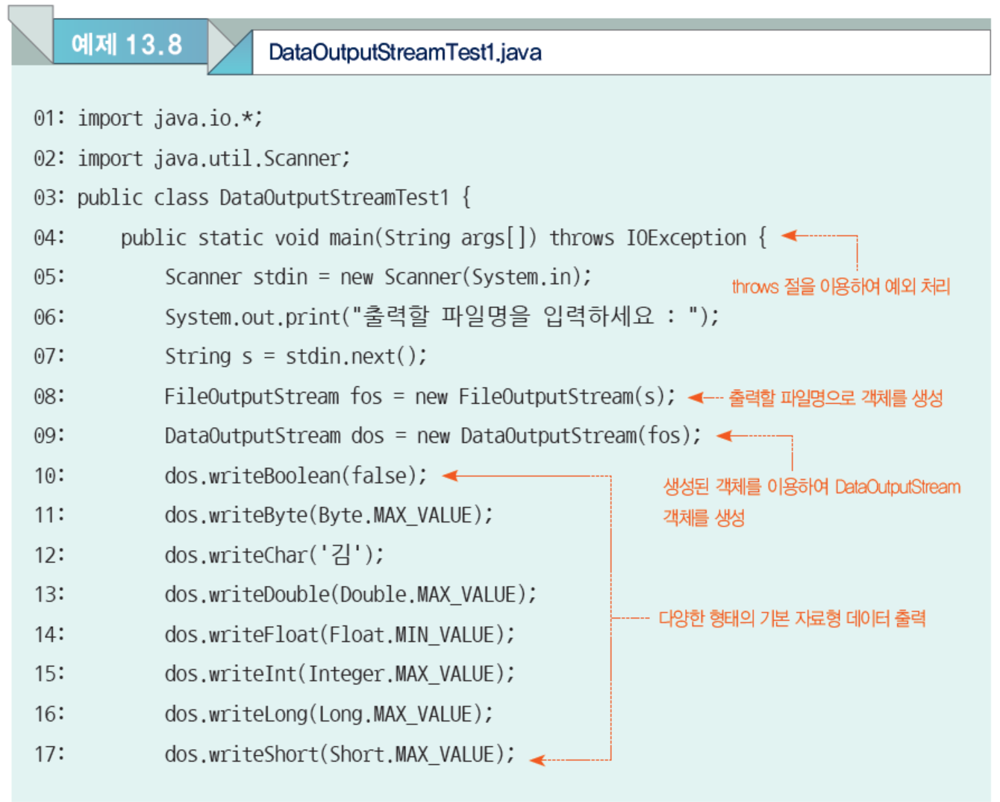 예제 13.8
DataOutputStreamTest1.java
01: import java.io.*;
02: import java.util.Scanner;
03: public class DataOutputStreamTest1 {
04: public static void main(String args[]) throws IOException {
throws 절을 이용하여 예외 처리
05: Scanner stdin = new Scanner(System.in);
06: System.out.print("출력할 파일명을 입력하세요 : ");
07: String s = stdin.next();
08: FileOutputStream fos = new FileOutputStream(s);
출력할 파일명으로 객체를 생성
09: DataOutputStream dos = new DataOutputStream(fos);
생성된 객체를 이용하여 DataOutputStream
객체를 생성
10: dos.writeBoolean(false);
11: dos.writeByte(Byte.MAX_VALUE);
12: dos.writeChar('김');
13: dos.writeDouble(Double.MAX_VALUE);
다양한 형태의 기본 자료형 데이터 출력
14: dos.writeFloat(Float.MIN_VALUE);
15: dos.writeInt(Integer.MAX_VALUE);
16: dos.writeLong(Long.MAX_VALUE);
17: dos.writeShort(Short.MAX_VALUE);